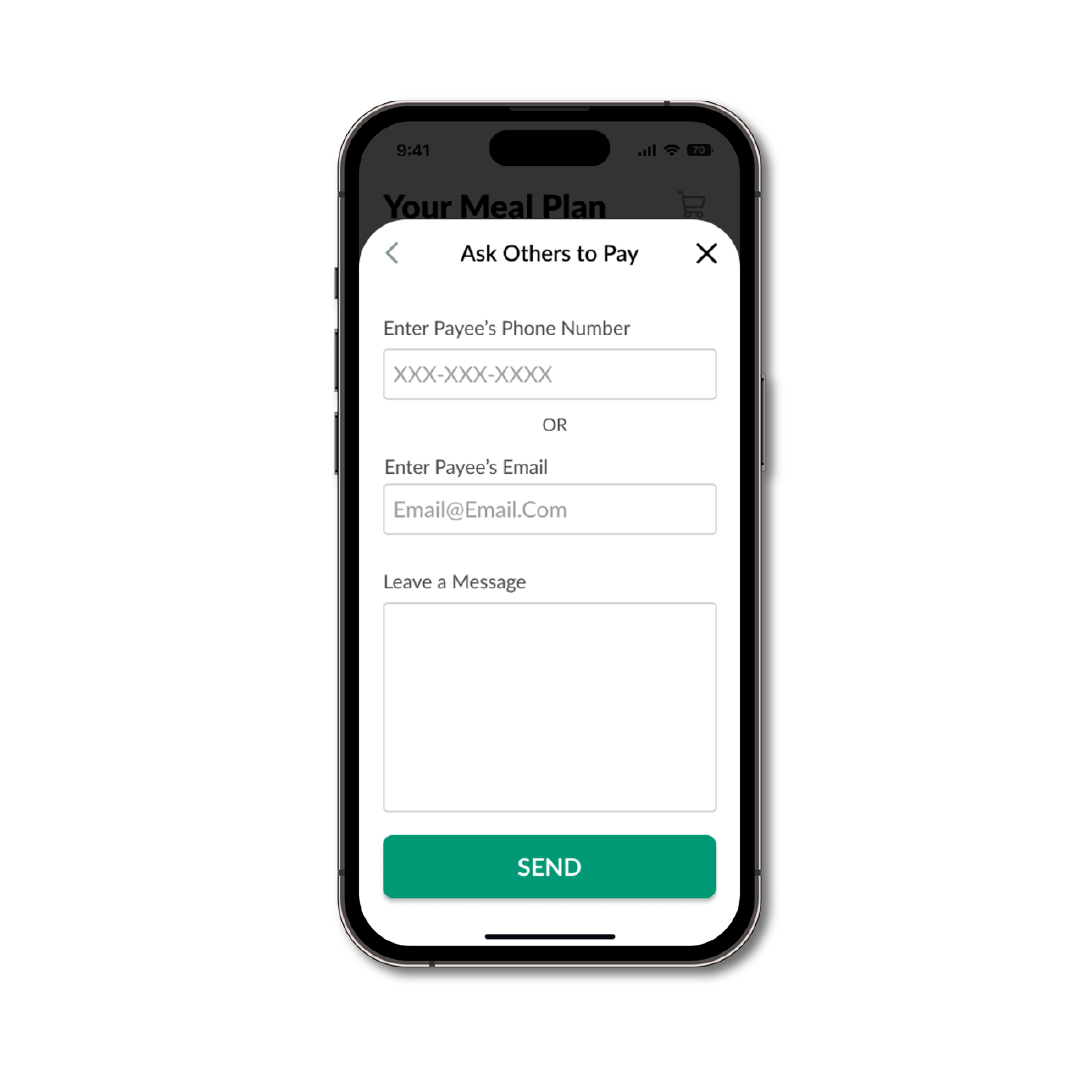 9:41
70
Your Meal Plan
Ask Others to Pay
Enter Payee’s Phone Number
XXX-XXX-XXXX
OR
Enter Payee’s Email
Email@Email.Com
Leave a Message
SEND